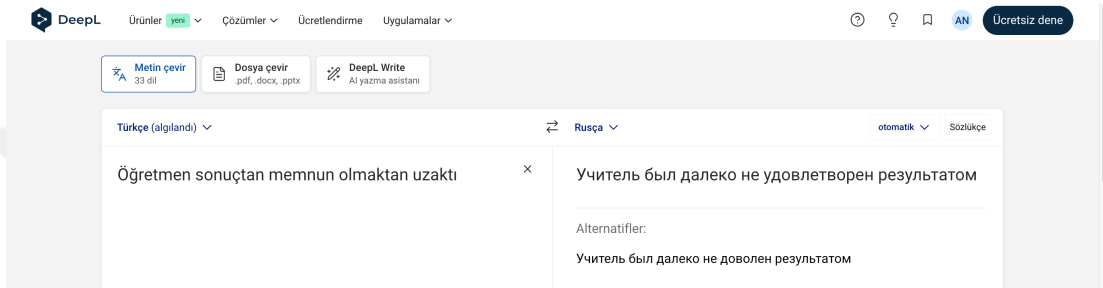 DeepL Ürünler yeni Çözümler Ücretlendirme Uygulamalar AN Ücretsiz dene
Metin çevir
33 dil
Dosya çevir
.pdf, .docx, .pptx
DeepL Write
AI yazma asistanı
Türkçe (algılandı) Rusça otomatik Sözlükçe
Öğretmen sonuçtan memnun olmaktan uzaktı
Учитель был далеко не удовлетворен результатом
Alternatifler:
Учитель был далеко не доволен результатом